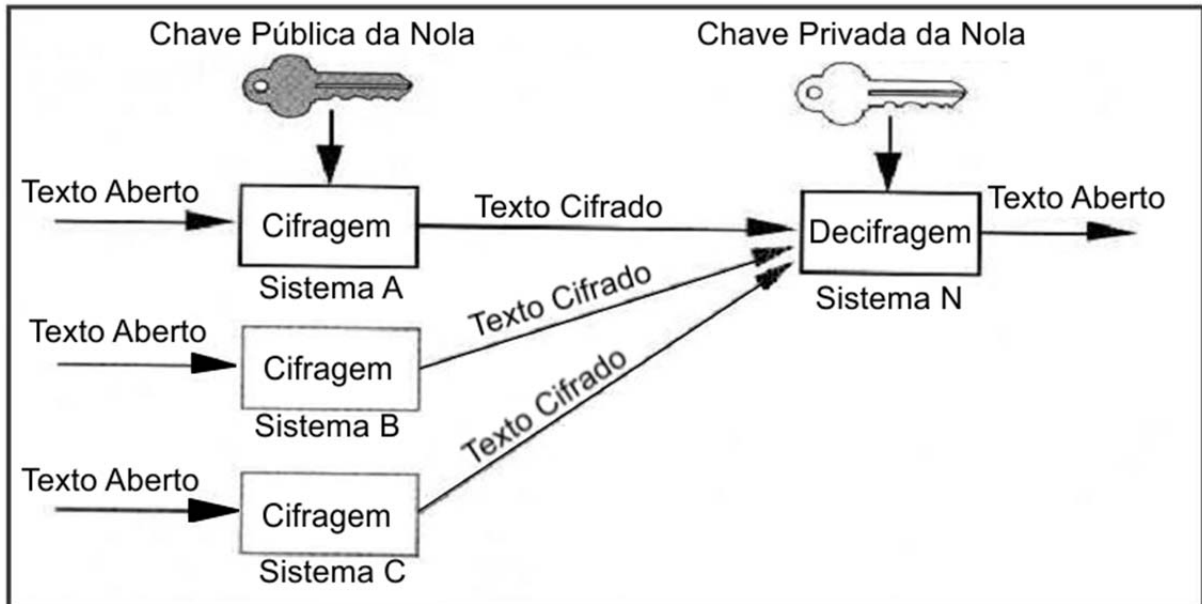 Chave Pública da Nola
Chave Privada da Nola
Texto Aberto
Cifragem
Sistema A
Texto Cifrado
Decifragem
Sistema N
Texto Aberto
Texto Aberto
Cifragem
Sistema B
Texto Cifrado
Texto Aberto
Cifragem
Sistema C
Texto Cifrado